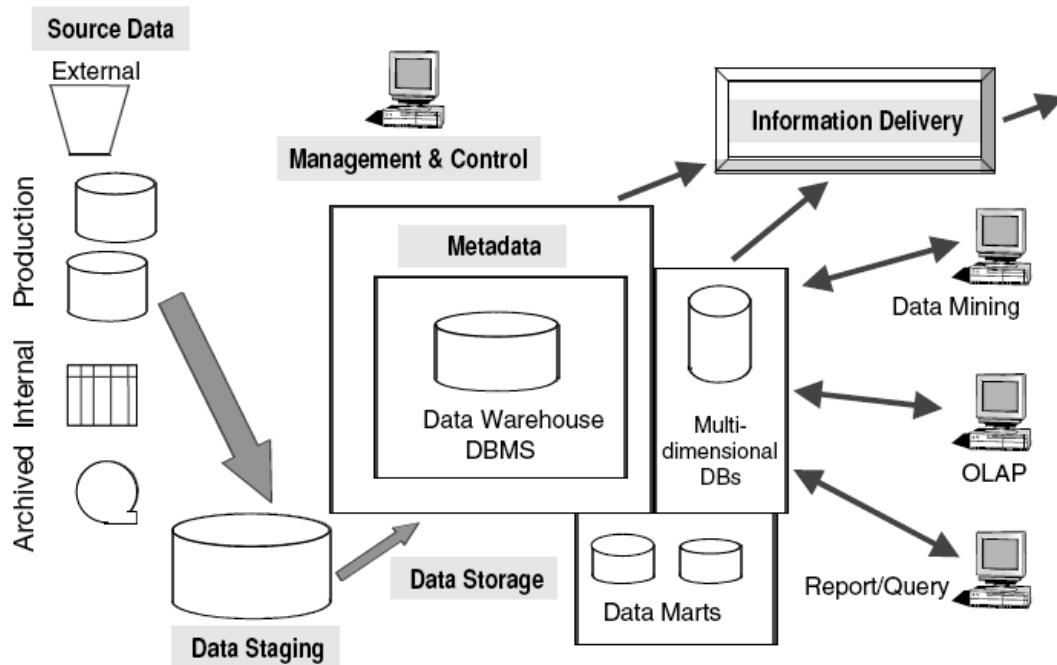 Source Data
External
Production
Internal
Archived
Data Staging
Management & Control
Metadata
Data Warehouse
DBMS
Data Storage
Multi-
dimensional
DBs
Data Marts
Information Delivery
Data Mining
OLAP
Report/Query